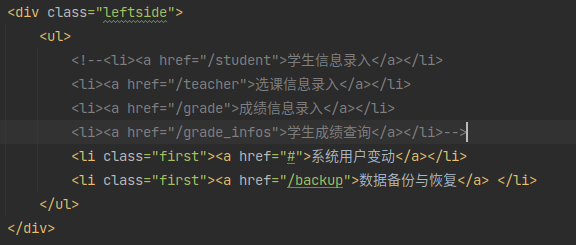 <div class="leftside">
<ul>
<!--<li><a href="/student">学生信息录入</a></li>
<li><a href="/teacher">选课信息录入</a></li>
<li><a href="/grade">成绩信息录入</a></li>
<li><a href="/grade_infos">学生成绩查询</a></li>-->
<li class="first"><a href="#">系统用户变动</a></li>
<li class="first"><a href="/backup">数据备份与恢复</a> </li>
</ul>
</div>